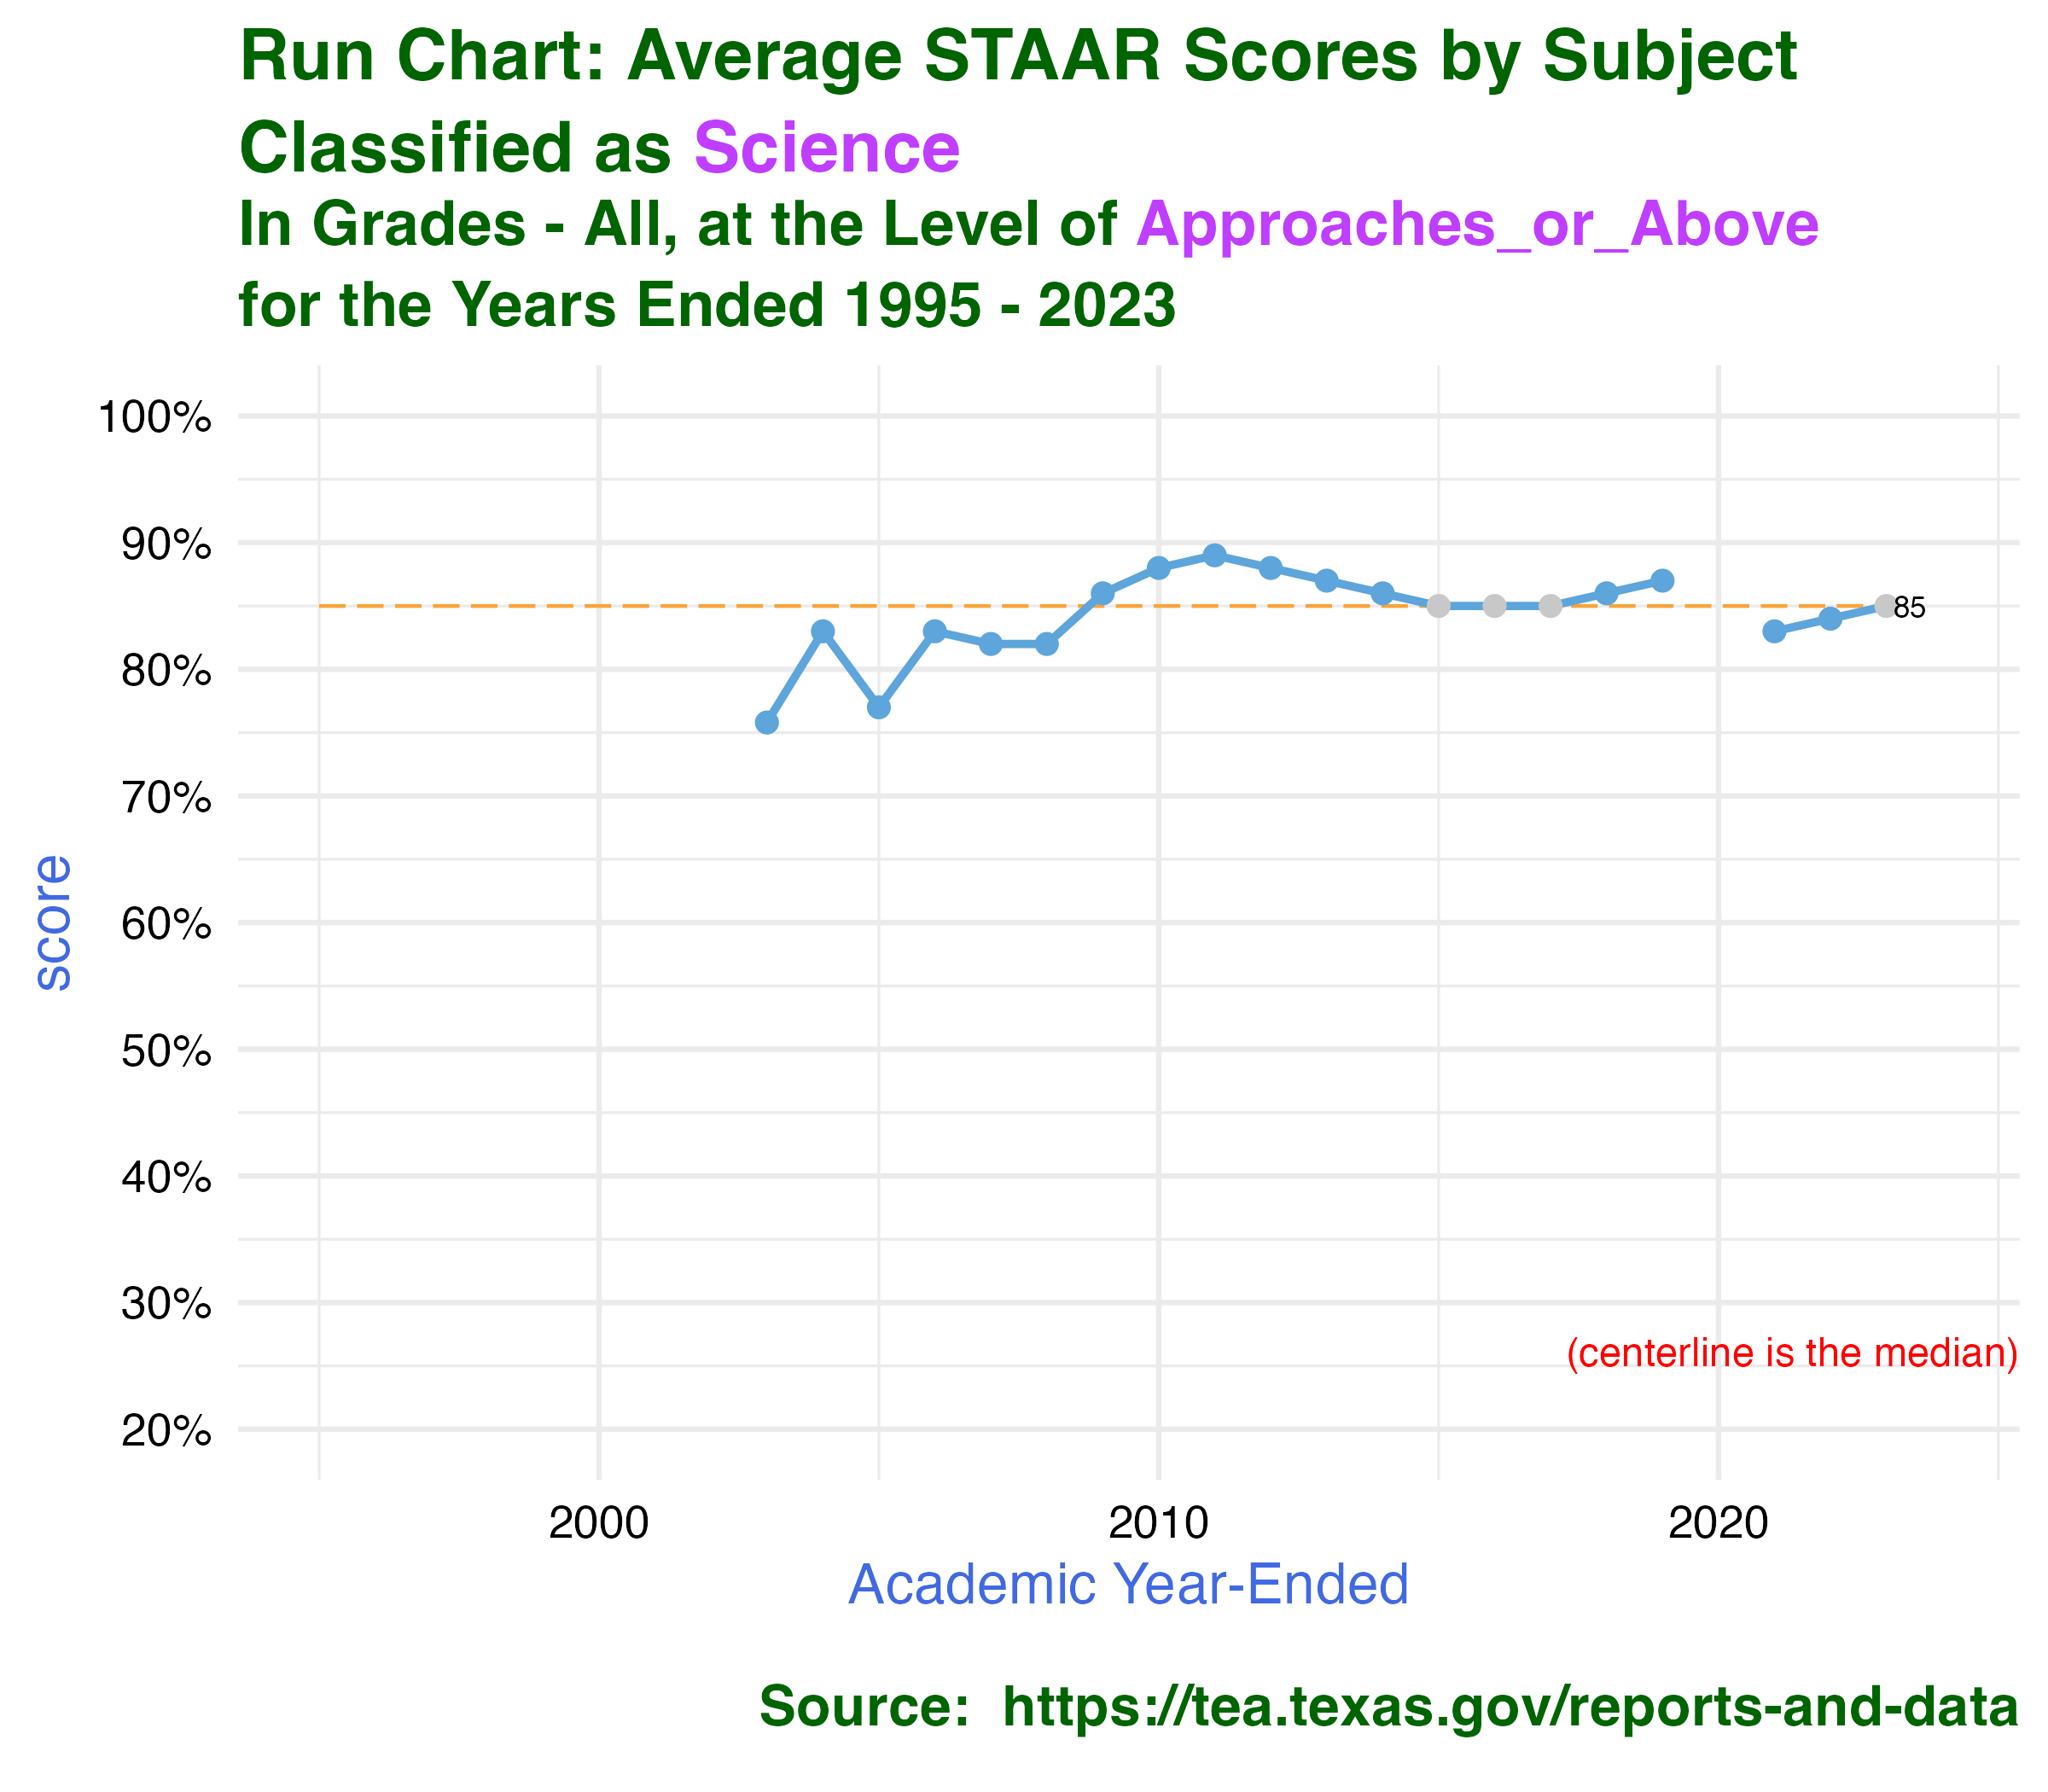 Run Chart: Average STAAR Scores by Subject
Classified as Science
In Grades - All, at the Level of Approaches_or_Above
for the Years Ended 1995 - 2023
100%
90%
80%
70%
60%
50%
40%
30%
20%
score
85
(centerline is the median)
2000 2010 2020
Academic Year-Ended
Source:  https://tea.texas.gov/reports-and-data